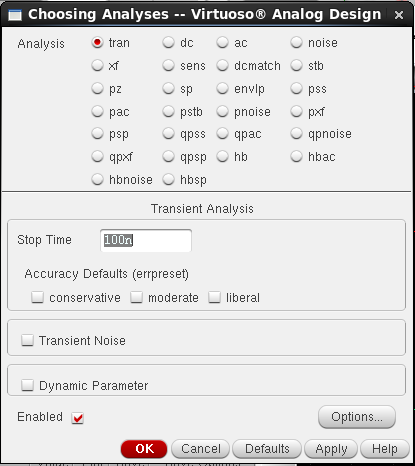 Choosing Analyses -- Virtuoso® Analog Design
Analysis tran dc ac noise
xf sens dcmatch stb
pz sp envlp pss
pac pstb pnoise pxf
psp qpss qpac qpnoise
qpxf qpsp hb hbac
hbnoise hbsp
Transient Analysis
Stop Time 100n
Accuracy Defaults (errpreset)
conservative moderate liberal
Transient Noise
Dynamic Parameter
Enabled Options...
OK Cancel Defaults Apply Help